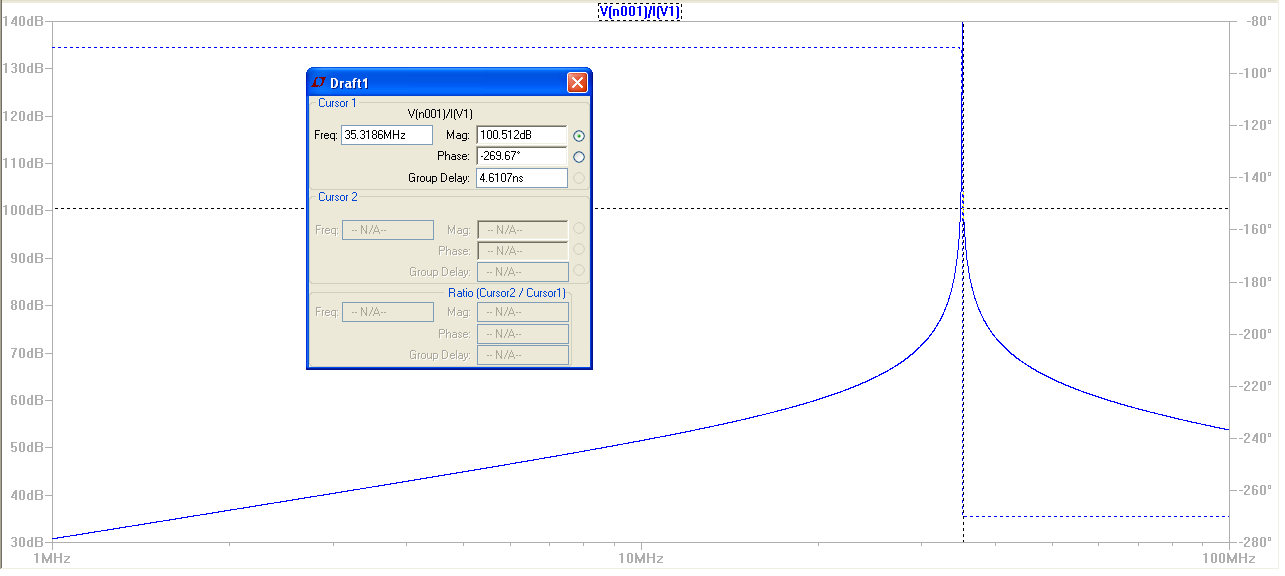 V(n001)/I(V1)
140dB
130dB
120dB
110dB
100dB
90dB
80dB
70dB
60dB
50dB
40dB
30dB
Draft1
Cursor 1
V(n001)/I(V1)
Freq: 35.3186MHz Mag: 100.512dB
Phase: -269.67°
Group Delay: 4.6107ns
Cursor 2
Freq: -- N/A-- Mag: -- N/A--
Phase: -- N/A--
Group Delay: -- N/A--
Ratio (Cursor2 / Cursor1)
Freq: -- N/A-- Mag: -- N/A--
Phase: -- N/A--
Group Delay: -- N/A--
-80°
-100°
-120°
-140°
-160°
-180°
-200°
-220°
-240°
-260°
-280°
1MHz 10MHz 100MHz